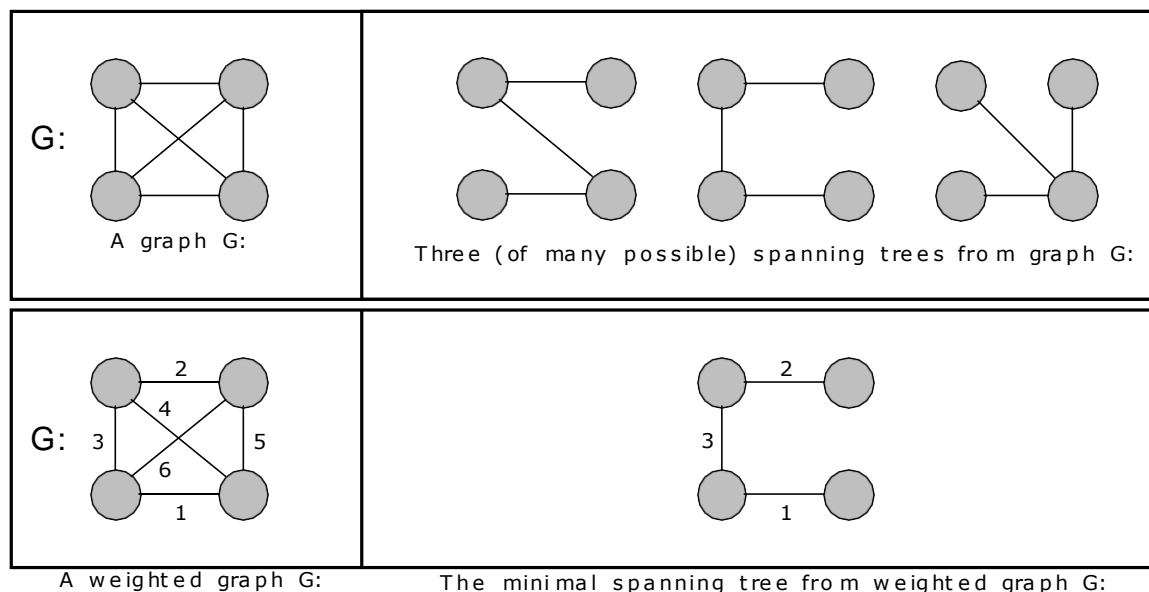 G:
A graph G:
Three (of many possible) spanning trees from graph G:
2
4
G:
3
5
6
1
2
3
1
A weighted graph G:
The minimal spanning tree from weighted graph G: